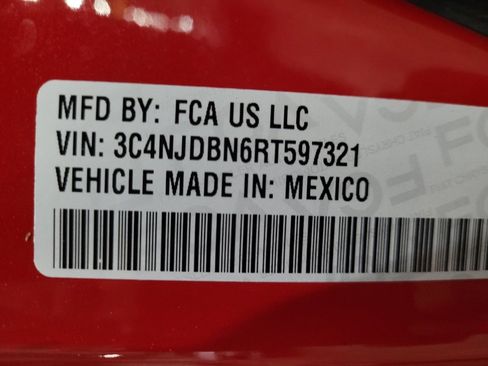 MFD BY: FCA US LLC
VIN: 3C4NJDBN6RT597321
VEHICLE MADE IN: MEXICO